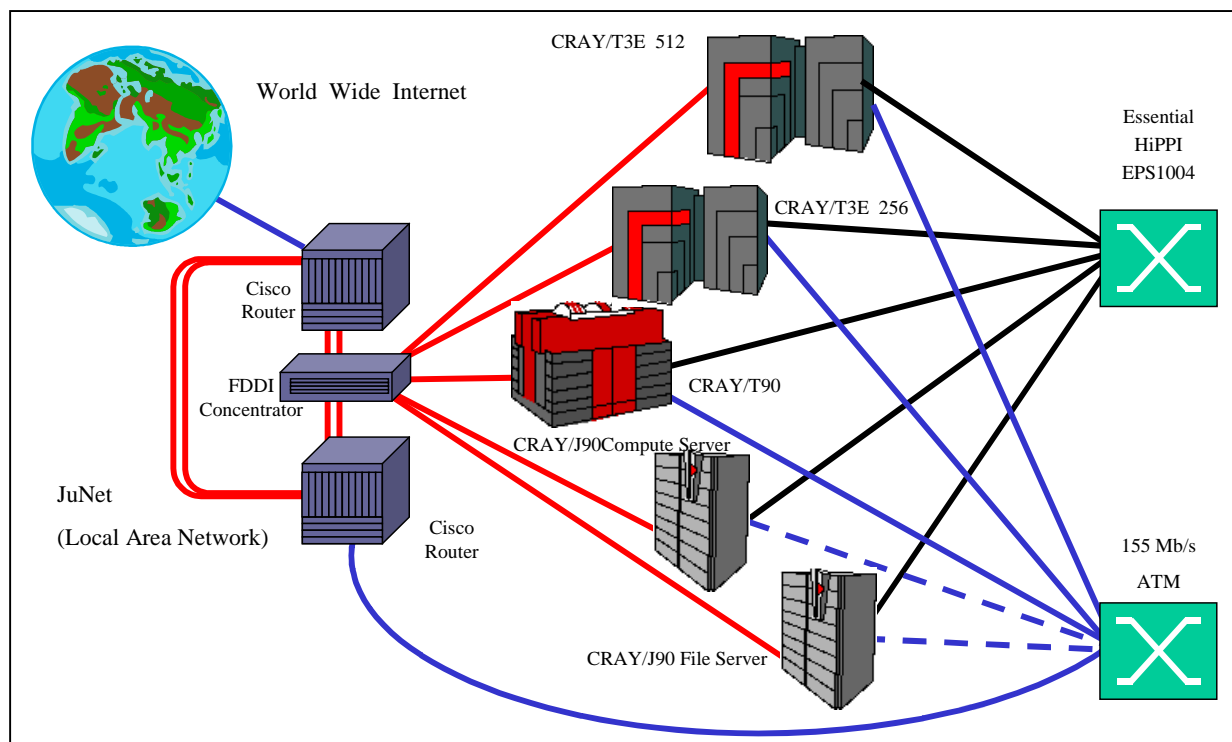 CRAY/T3E 512
World Wide Internet
Essential
HiPPI
EPS1004
CRAY/T3E 256
Cisco
Router
FDDI
Concentrator
CRAY/T90
CRAY/J90Compute Server
JuNet
(Local Area Network)
Cisco
Router
155 Mb/s
ATM
CRAY/J90 File Server